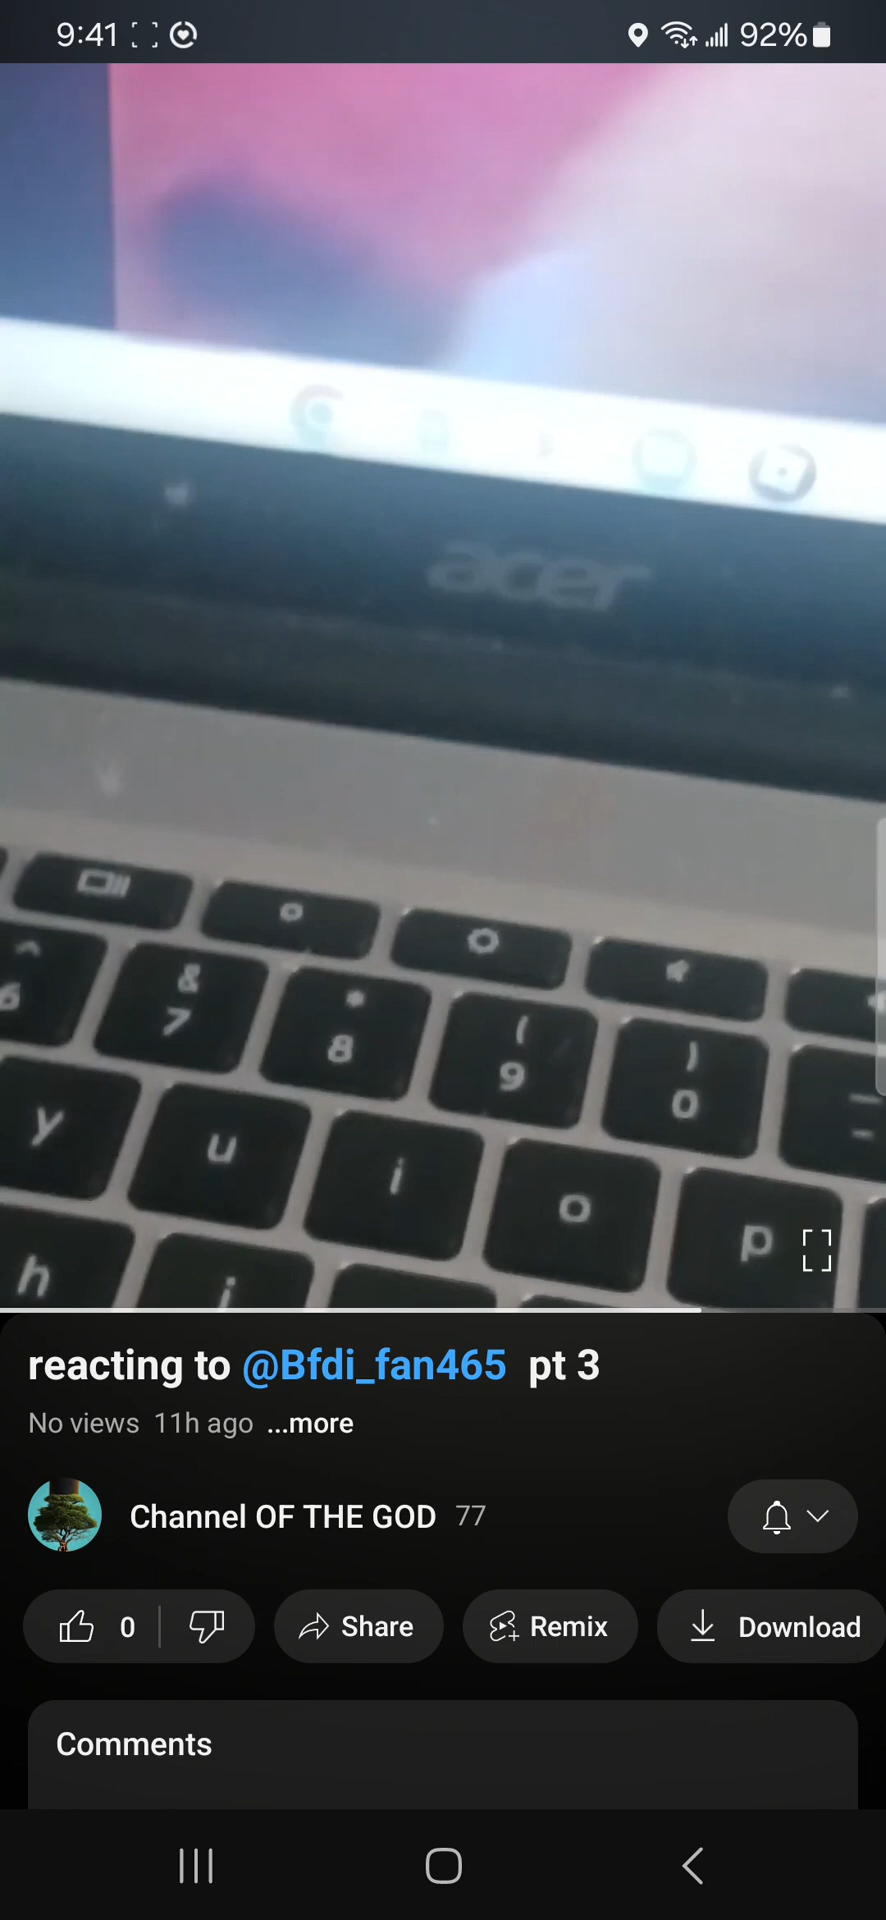 9:41 92%
acer
^ & * ( )
6 7 8 9 0
y u i o p
h j
reacting to @Bfdi_fan465 pt 3
No views 11h ago ...more
Channel OF THE GOD 77
0 Share Remix Download
Comments